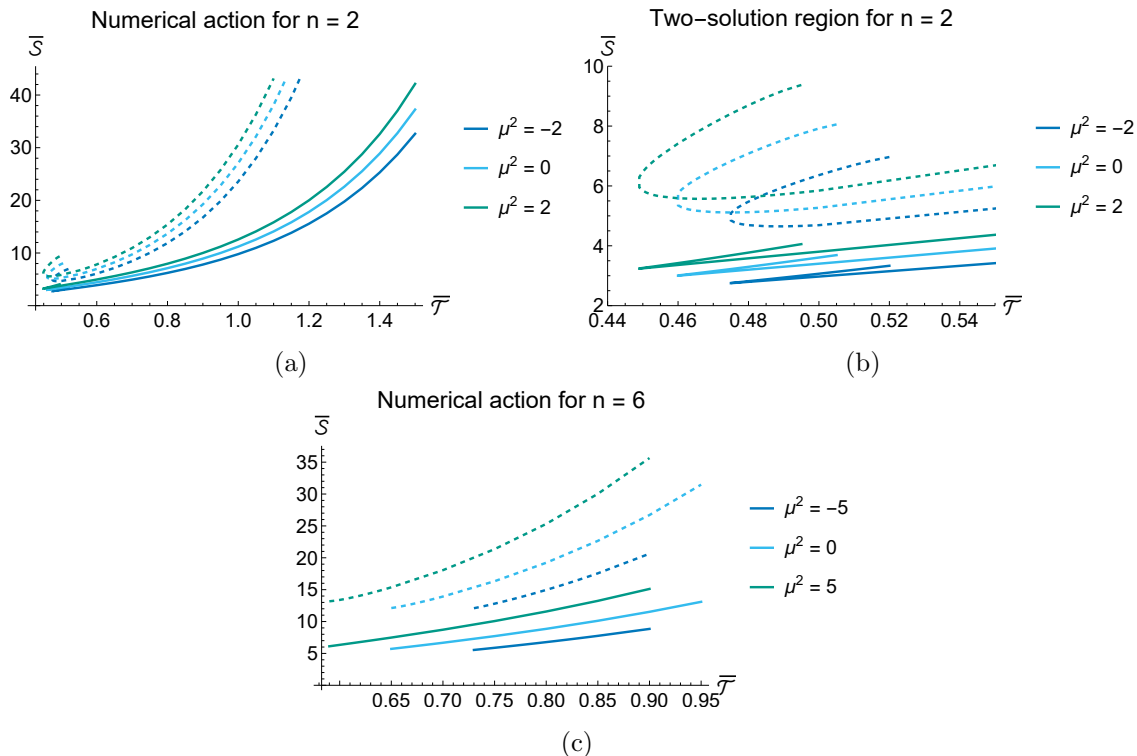 Numerical action for n = 2
S̅
40
30
20
10
0.6 0.8 1.0 1.2 1.4
𝒯̅
μ² = -2
μ² = 0
μ² = 2
(a)
Two-solution region for n = 2
S̅
10
8
6
4
2
0.44 0.46 0.48 0.50 0.52 0.54
𝒯̅
μ² = -2
μ² = 0
μ² = 2
(b)
Numerical action for n = 6
S̅
35
30
25
20
15
10
5
0.65 0.70 0.75 0.80 0.85 0.90 0.95
𝒯̅
μ² = -5
μ² = 0
μ² = 5
(c)